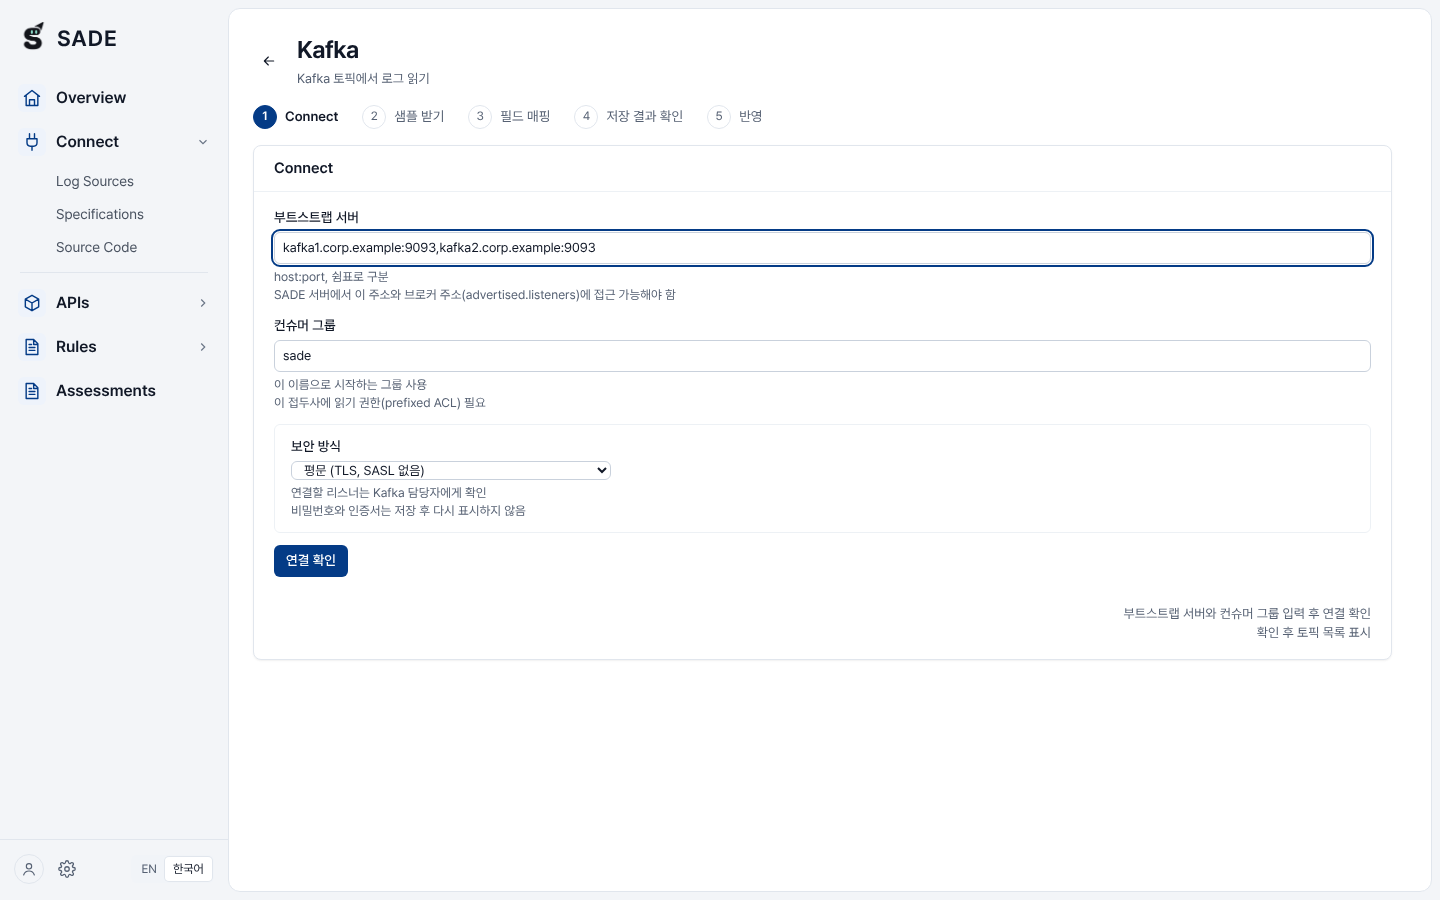 SADE
Overview
Connect
Log Sources
Specifications
Source Code
APIs
Rules
Assessments
EN
한국어
Kafka
Kafka 토픽에서 로그 읽기
1 Connect
2 샘플 받기
3 필드 매핑
4 저장 결과 확인
5 반영
Connect
부트스트랩 서버
kafka1.corp.example:9093,kafka2.corp.example:9093
host:port, 쉼표로 구분
SADE 서버에서 이 주소와 브로커 주소(advertised.listeners)에 접근 가능해야 함
컨슈머 그룹
sade
이 이름으로 시작하는 그룹 사용
이 접두사에 읽기 권한(prefixed ACL) 필요
보안 방식
평문 (TLS, SASL 없음)
연결할 리스너는 Kafka 담당자에게 확인
비밀번호와 인증서는 저장 후 다시 표시하지 않음
연결 확인
부트스트랩 서버와 컨슈머 그룹 입력 후 연결 확인
확인 후 토픽 목록 표시